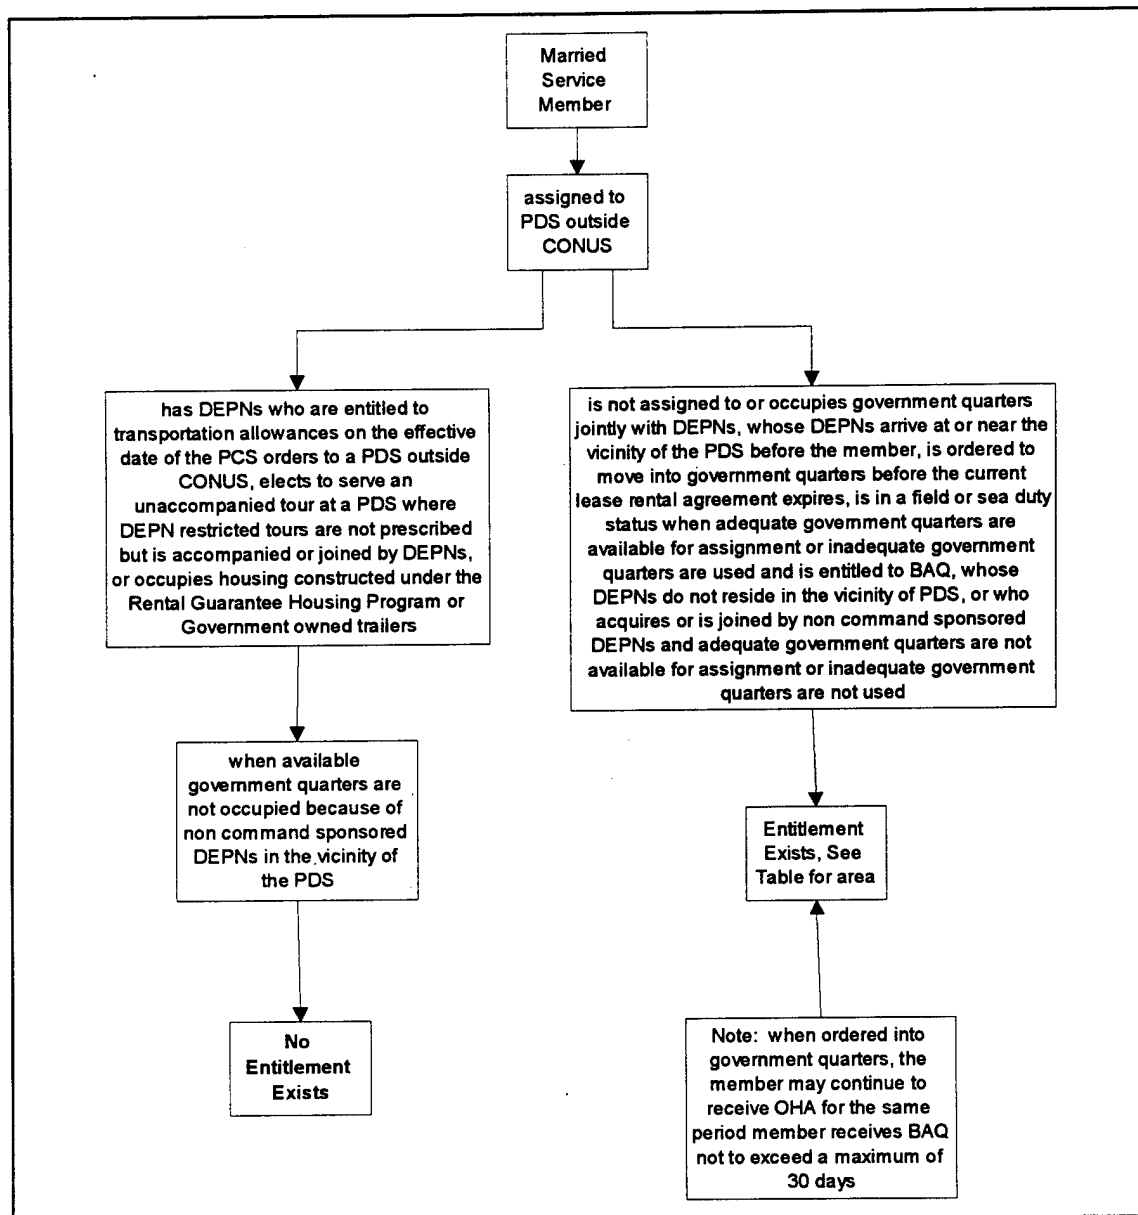 Married
Service
Member
assigned to
PDS outside
CONUS
has DEPNs who are entitled to
transportation allowances on the effective
date of the PCS orders to a PDS outside
CONUS, elects to serve an
unaccompanied tour at a PDS where
DEPN restricted tours are not prescribed
but is accompanied or joined by DEPNs,
or occupies housing constructed under the
Rental Guarantee Housing Program or
Government owned trailers
is not assigned to or occupies government quarters
jointly with DEPNs, whose DEPNs arrive at or near the
vicinity of the PDS before the member, is ordered to
move into government quarters before the current
lease rental agreement expires, is in a field or sea duty
status when adequate government quarters are
available for assignment or inadequate government
quarters are used and is entitled to BAQ, whose
DEPNs do not reside in the vicinity of PDS, or who
acquires or is joined by non command sponsored
DEPNs and adequate government quarters are not
available for assignment or inadequate government
quarters are not used
when available
government quarters are
not occupied because of
non command sponsored
DEPNs in the vicinity of
the PDS
Entitlement
Exists, See
Table for area
No
Entitlement
Exists
Note: when ordered into
government quarters, the
member may continue to
receive OHA for the same
period member receives BAQ
not to exceed a maximum of
30 days